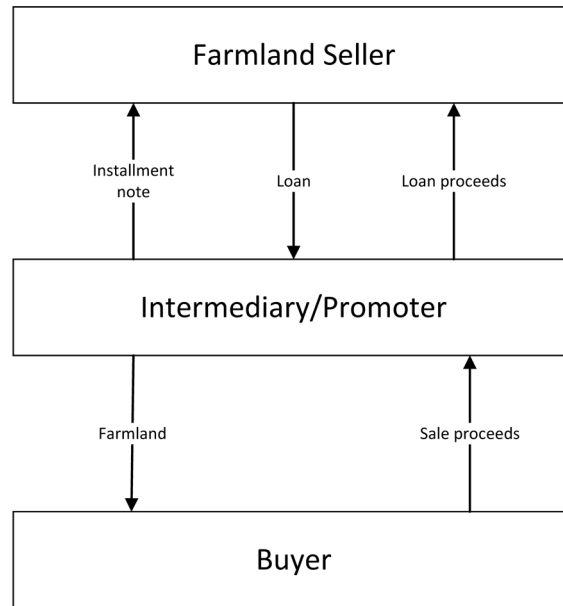 Farmland Seller
Installment
note
Loan
Loan proceeds
Intermediary/Promoter
Farmland
Sale proceeds
Buyer